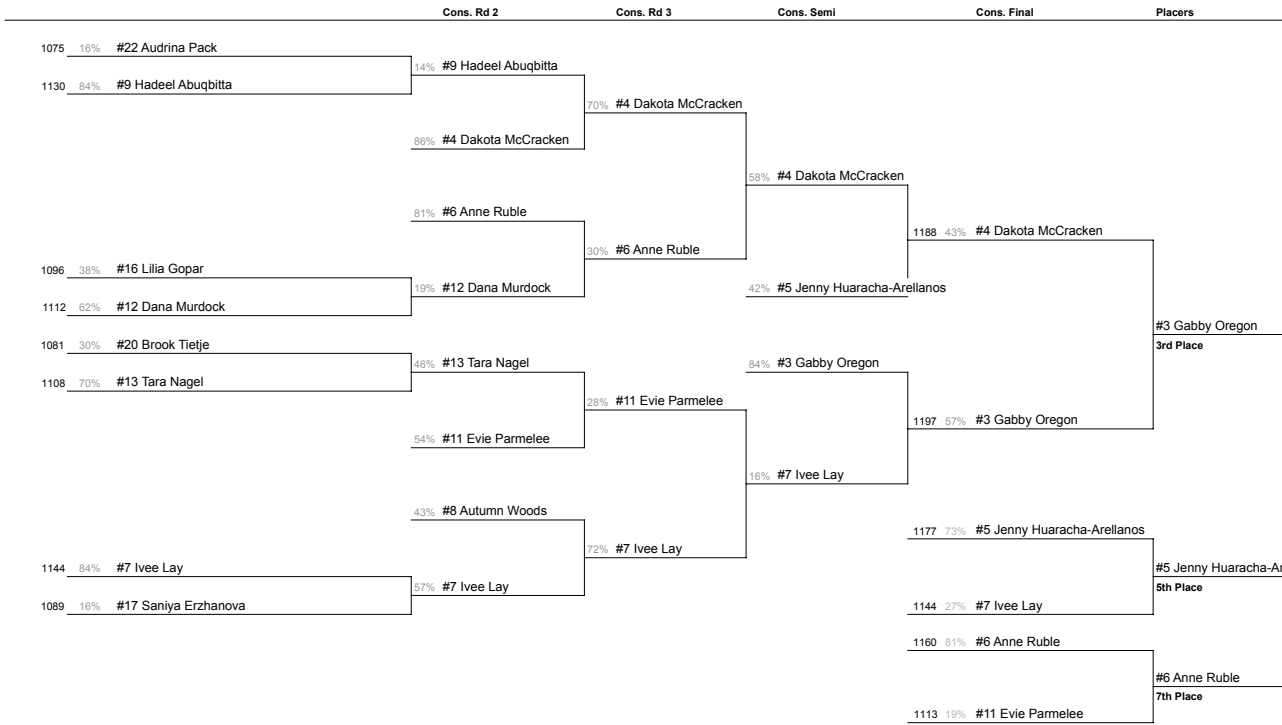 Cons. Rd 2 Cons. Rd 3 Cons. Semi Cons. Final Placers
1075 16% #22 Audrina Pack
14% #9 Hadeel Abuqbitta
1130 84% #9 Hadeel Abuqbitta
70% #4 Dakota McCracken
86% #4 Dakota McCracken
58% #4 Dakota McCracken
81% #6 Anne Ruble
1188 43% #4 Dakota McCracken
30% #6 Anne Ruble
1096 38% #16 Lilia Gopar
19% #12 Dana Murdock
42% #5 Jenny Huaracha-Arellanos
1112 62% #12 Dana Murdock
#3 Gabby Oregon
1081 30% #20 Brook Tietje
3rd Place
46% #13 Tara Nagel
84% #3 Gabby Oregon
1108 70% #13 Tara Nagel
28% #11 Evie Parmelee
1197 57% #3 Gabby Oregon
54% #11 Evie Parmelee
16% #7 Ivee Lay
43% #8 Autumn Woods
1177 73% #5 Jenny Huaracha-Arellanos
72% #7 Ivee Lay
1144 84% #7 Ivee Lay
#5 Jenny Huaracha-A
57% #7 Ivee Lay
5th Place
1089 16% #17 Saniya Erzhanova
1144 27% #7 Ivee Lay
1160 81% #6 Anne Ruble
#6 Anne Ruble
7th Place
1113 19% #11 Evie Parmelee